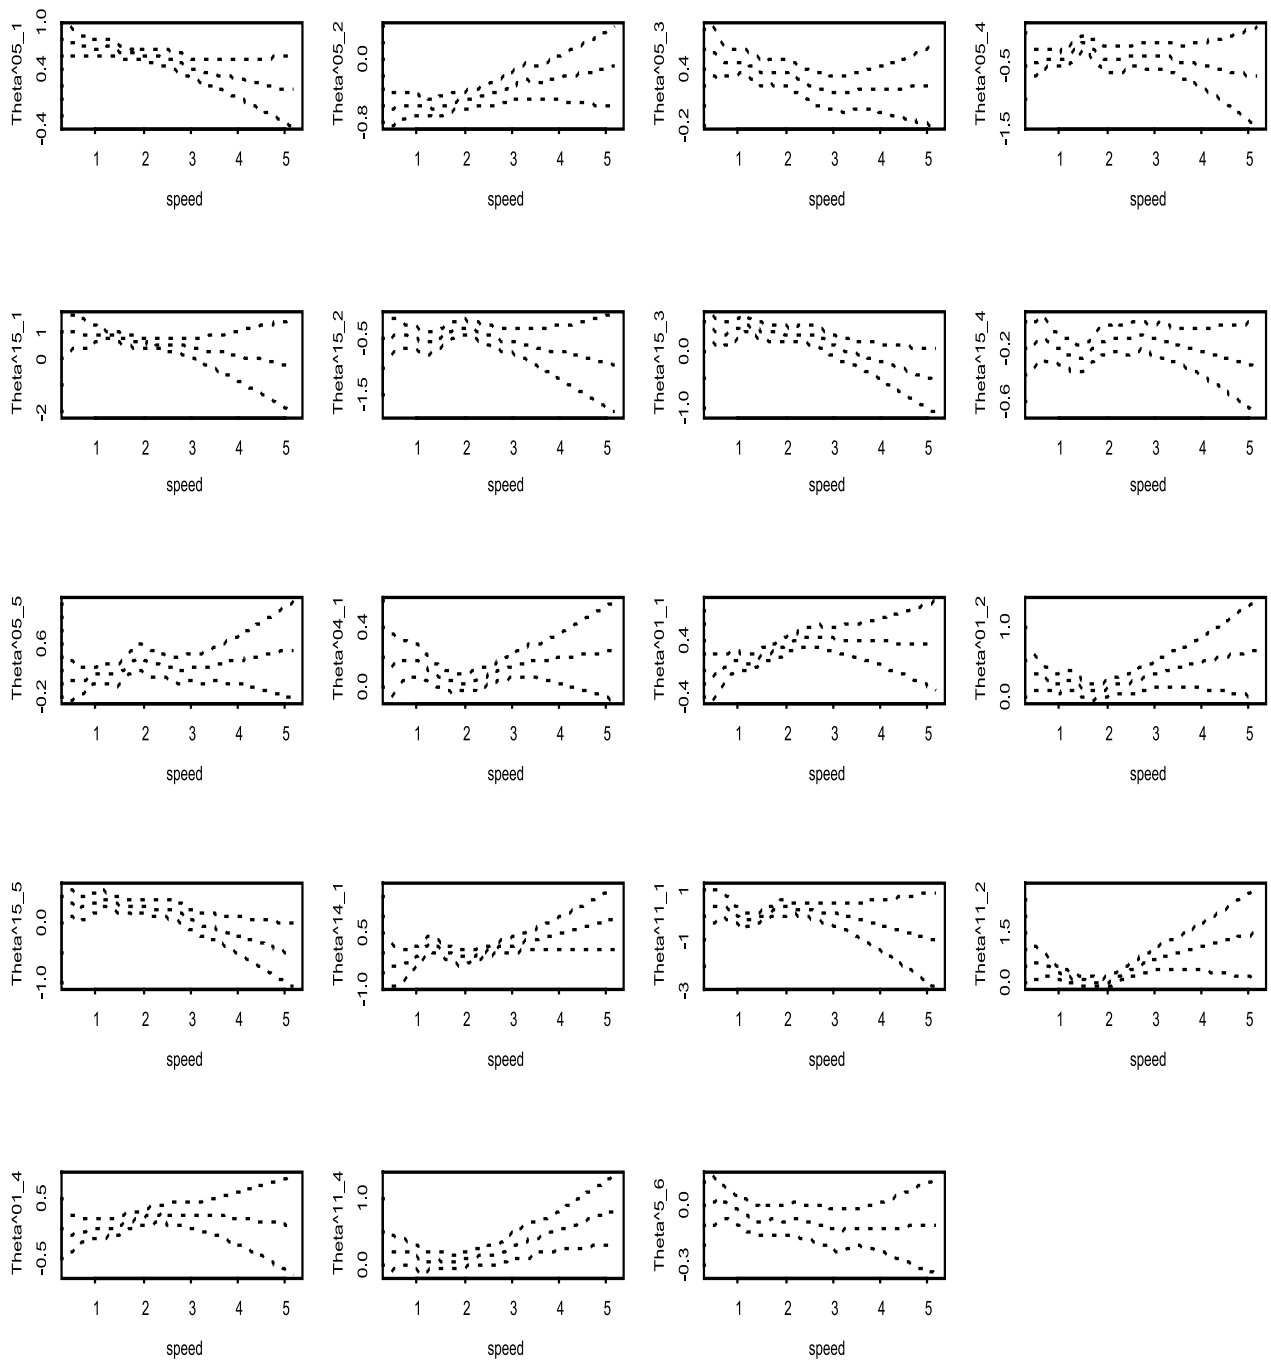 Theta^05_1
-0.4 0.4 1.0
1 2 3 4 5
speed
Theta^05_2
-0.8 0.0
1 2 3 4 5
speed
Theta^05_3
-0.2 0.4
1 2 3 4 5
speed
Theta^05_4
-1.5 -0.5
1 2 3 4 5
speed
Theta^15_1
-2 0 1
1 2 3 4 5
speed
Theta^15_2
-1.5 -0.5
1 2 3 4 5
speed
Theta^15_3
-1.0 0.0
1 2 3 4 5
speed
Theta^15_4
-0.6 -0.2
1 2 3 4 5
speed
Theta^05_5
-0.2 0.6
1 2 3 4 5
speed
Theta^04_1
0.0 0.4
1 2 3 4 5
speed
Theta^01_1
-0.4 0.4
1 2 3 4 5
speed
Theta^01_2
0.0 1.0
1 2 3 4 5
speed
Theta^15_5
-1.0 0.0
1 2 3 4 5
speed
Theta^14_1
-1.0 0.5
1 2 3 4 5
speed
Theta^11_1
-3 -1 1
1 2 3 4 5
speed
Theta^11_2
0.0 1.5
1 2 3 4 5
speed
Theta^01_4
-0.5 0.5
1 2 3 4 5
speed
Theta^11_4
0.0 1.0
1 2 3 4 5
speed
Theta^5_6
-0.3 0.0
1 2 3 4 5
speed